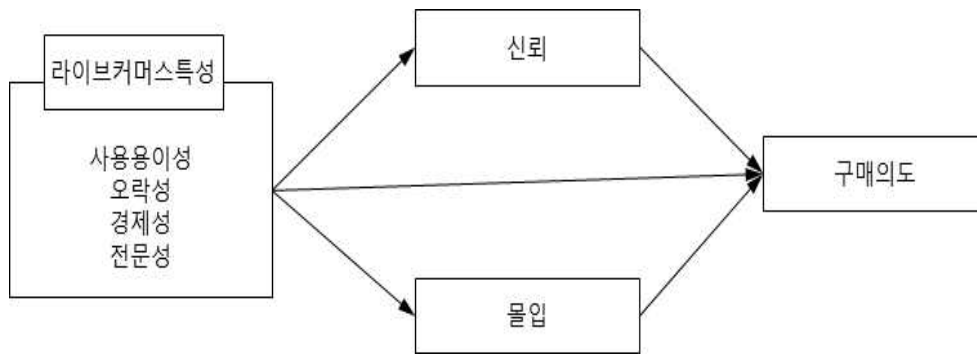 라이브커머스특성
사용용이성
오락성
경제성
전문성
신뢰
몰입
구매의도